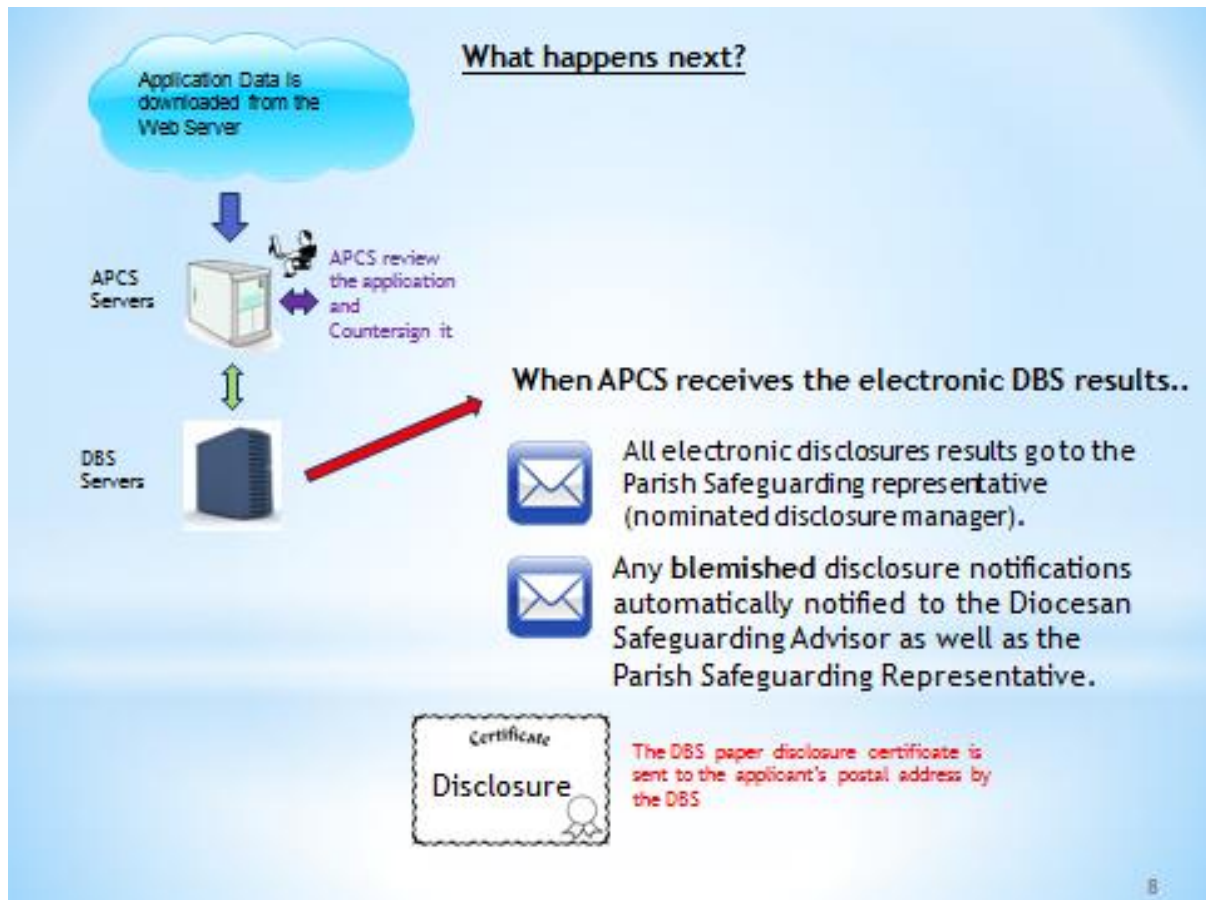 What happens next?
Application Data is
downloaded from the
Web Server
APCS
Servers
APCS review
the application
and
Countersign it
DBS
Servers
When APCS receives the electronic DBS results..
All electronic disclosures results go to the
Parish Safeguarding representative
(nominated disclosure manager).
Any blemished disclosure notifications
automatically notified to the Diocesan
Safeguarding Advisor as well as the
Parish Safeguarding Representative.
Certificate
Disclosure
The DBS paper disclosure certificate is
sent to the applicant's postal address by
the DBS
8